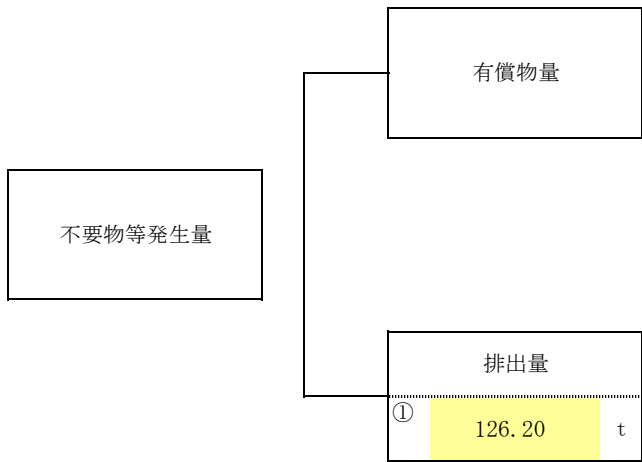 有償物量
不要物等発生量
排出量
①
126.20 t